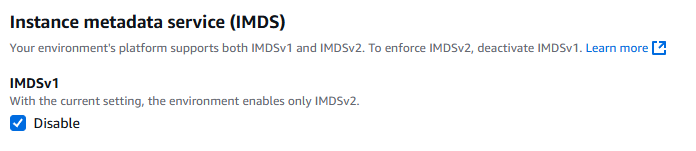 Instance metadata service (IMDS)
Your environment's platform supports both IMDSv1 and IMDSv2. To enforce IMDSv2, deactivate IMDSv1. Learn more
IMDSv1
With the current setting, the environment enables only IMDSv2.
Disable